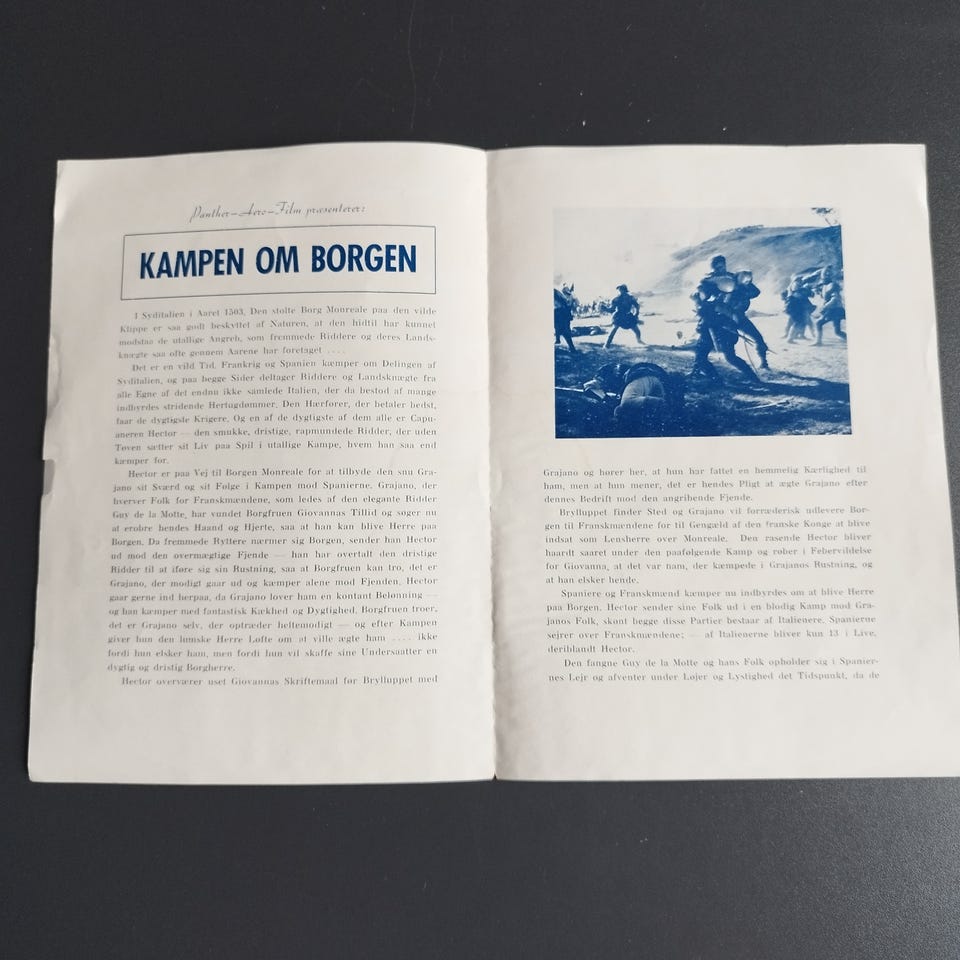 Panther-Aero-Film præsenterer:
KAMPEN OM BORGEN
I Syditalien i Aaret 1503. Den stolte Borg Monreale paa den vilde
Klippe er saa godt beskyttet af Naturen, at den hidtil har kunnet
modstaa de utallige Angreb, som fremmede Riddere og deres Lands-
knægte saa ofte gennem Aarene har foretaget ....
Det er en vild Tid. Frankrig og Spanien kæmper om Delingen af
Syditalien, og paa begge Sider deltager Riddere og Landsknægte fra
alle Egne af det endnu ikke samlede Italien, der da bestod af mange
indbyrdes stridende Hertugdømmer. Den Hærfører, der betaler bedst,
faar de dygtigste Krigere. Og en af de dygtigste af dem alle er Capu-
aneren Hector — den smukke, dristige, rapmundede Ridder, der uden
Tøven sætter sit Liv paa Spil i utallige Kampe, hvem han saa end
kæmper for.
Hector er paa Vej til Borgen Monreale for at tilbyde den snu Gra-
jano sit Sværd og sit Følge i Kampen mod Spanierne. Grajano, der
hverver Folk for Franskmændene, som ledes af den elegante Ridder
Guy de la Motte, har vundet Borgfruen Giovannas Tillid og søger nu
at erobre hendes Haand og Hjerte, saa at han kan blive Herre paa
Borgen. Da fremmede Ryttere nærmer sig Borgen, sender han Hector
ud mod den overmægtige Fjende — han har overtalt den dristige
Ridder til at iføre sig sin Rustning, saa at Borgfruen kan tro, det er
Grajano, der modigt gaar ud og kæmper alene mod Fjenden. Hector
gaar gerne ind herpaa, da Grajano lover ham en kontant Belønning —
og han kæmper med fantastisk Kækhed og Dygtighed. Borgfruen troer,
det er Grajano selv, der optræder heltemodigt — og efter Kampen
giver hun den lumske Herre Løfte om at ville ægte ham .... ikke
fordi hun elsker ham, men fordi hun vil skaffe sine Undersaatter en
dygtig og dristig Borgherre.
Hector overværer uset Giovannas Skriftemaal før Brylluppet med
Grajano og hører her, at hun har fattet en hemmelig Kærlighed til
ham, men at hun mener, det er hendes Pligt at ægte Grajano efter
dennes Bedrift mod den angribende Fjende.
Brylluppet finder Sted og Grajano vil forræderisk udlevere Bor-
gen til Franskmændene for til Gengæld af den franske Konge at blive
indsat som Lensherre over Monreale. Den rasende Hector bliver
haardt saaret under den paafølgende Kamp og røber i Febervildelse
for Giovanna, at det var nam, der kæmpede i Grajanos Rustning, og
at han elsker hende.
Spaniere og Franskmænd kæmper nu indbyrdes om at blive Herre
paa Borgen. Hector sender sine Folk ud i en blodig Kamp mod Gra-
janos Folk, skønt begge disse Partier bestaar af Italienere. Spanierne
sejrer over Franskmændene; — af Italienerne bliver kun 13 i Live,
deriblandt Hector.
Den fangne Guy de la Motte og hans Folk opholder sig i Spanier-
nes Lejr og afventer under Løjer og Lystighed det Tidspunkt, da de